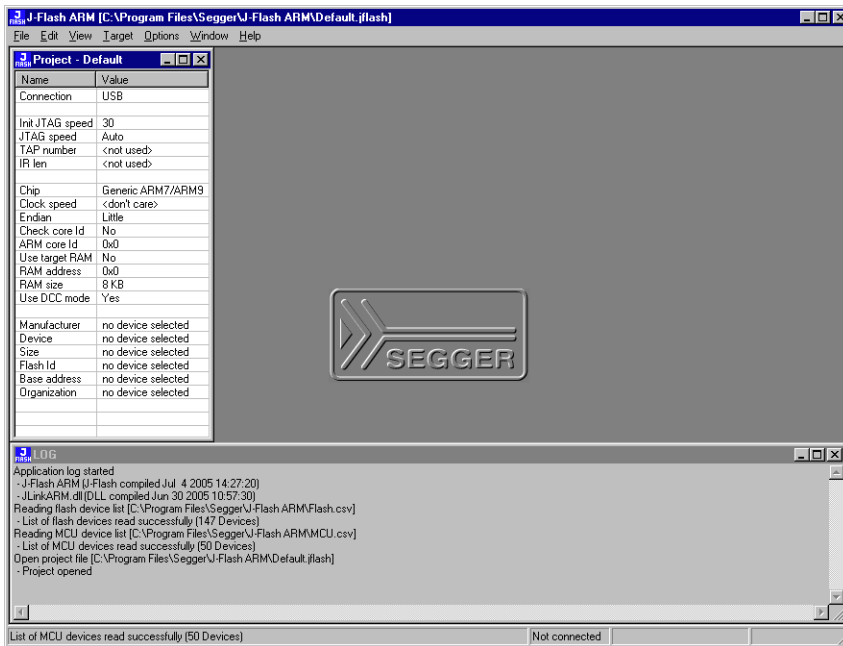 J-Flash ARM [C:\Program Files\Segger\J-Flash ARM\Default.jflash]
File Edit View Target Options Window Help
Project - Default
Name Value
Connection USB
Init JTAG speed 30
JTAG speed Auto
TAP number <not used>
IR len <not used>
Chip Generic ARM7/ARM9
Clock speed <don't care>
Endian Little
Check core Id No
ARM core Id 0x0
Use target RAM No
RAM address 0x0
RAM size 8 KB
Use DCC mode Yes
Manufacturer no device selected
Device no device selected
Size no device selected
Flash Id no device selected
Base address no device selected
Organization no device selected
SEGGER
LOG
Application log started
- J-Flash ARM (J-Flash compiled Jul 4 2005 14:27:20)
- JLinkARM.dll (DLL compiled Jun 30 2005 10:57:30)
Reading flash device list [C:\Program Files\Segger\J-Flash ARM\Flash.csv]
- List of flash devices read successfully (147 Devices)
Reading MCU device list [C:\Program Files\Segger\J-Flash ARM\MCU.csv]
- List of MCU devices read successfully (50 Devices)
Open project file [C:\Program Files\Segger\J-Flash ARM\Default.jflash]
- Project opened
List of MCU devices read successfully (50 Devices) Not connected